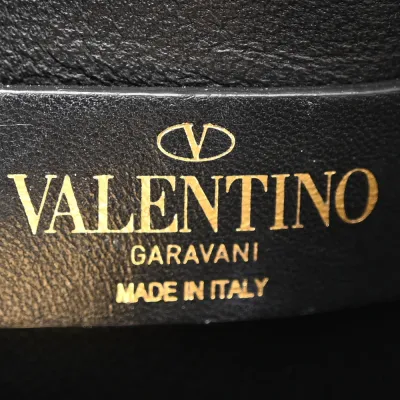 V
VALENTINO
GARAVANI
MADE IN ITALY